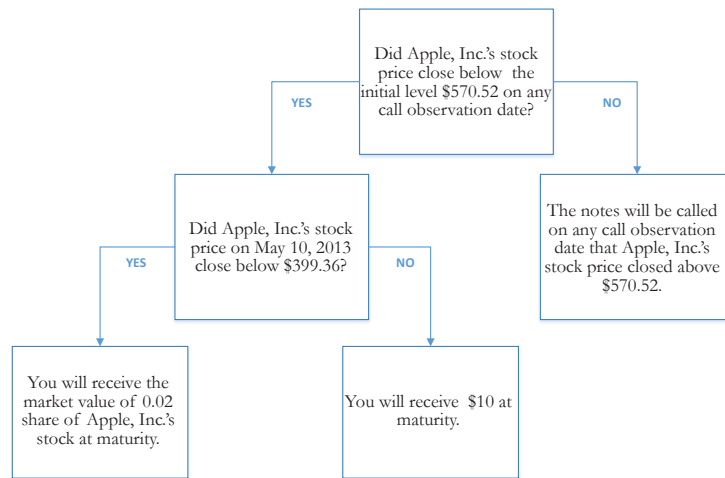 Did Apple, Inc.'s stock
price close below the
initial level $570.52 on any
call observation date?
YES
NO
Did Apple, Inc.'s stock
price on May 10, 2013
close below $399.36?
The notes will be called
on any call observation
date that Apple, Inc.'s
stock price closed above
$570.52.
YES
NO
You will receive the
market value of 0.02
share of Apple, Inc.'s
stock at maturity.
You will receive $10 at
maturity.